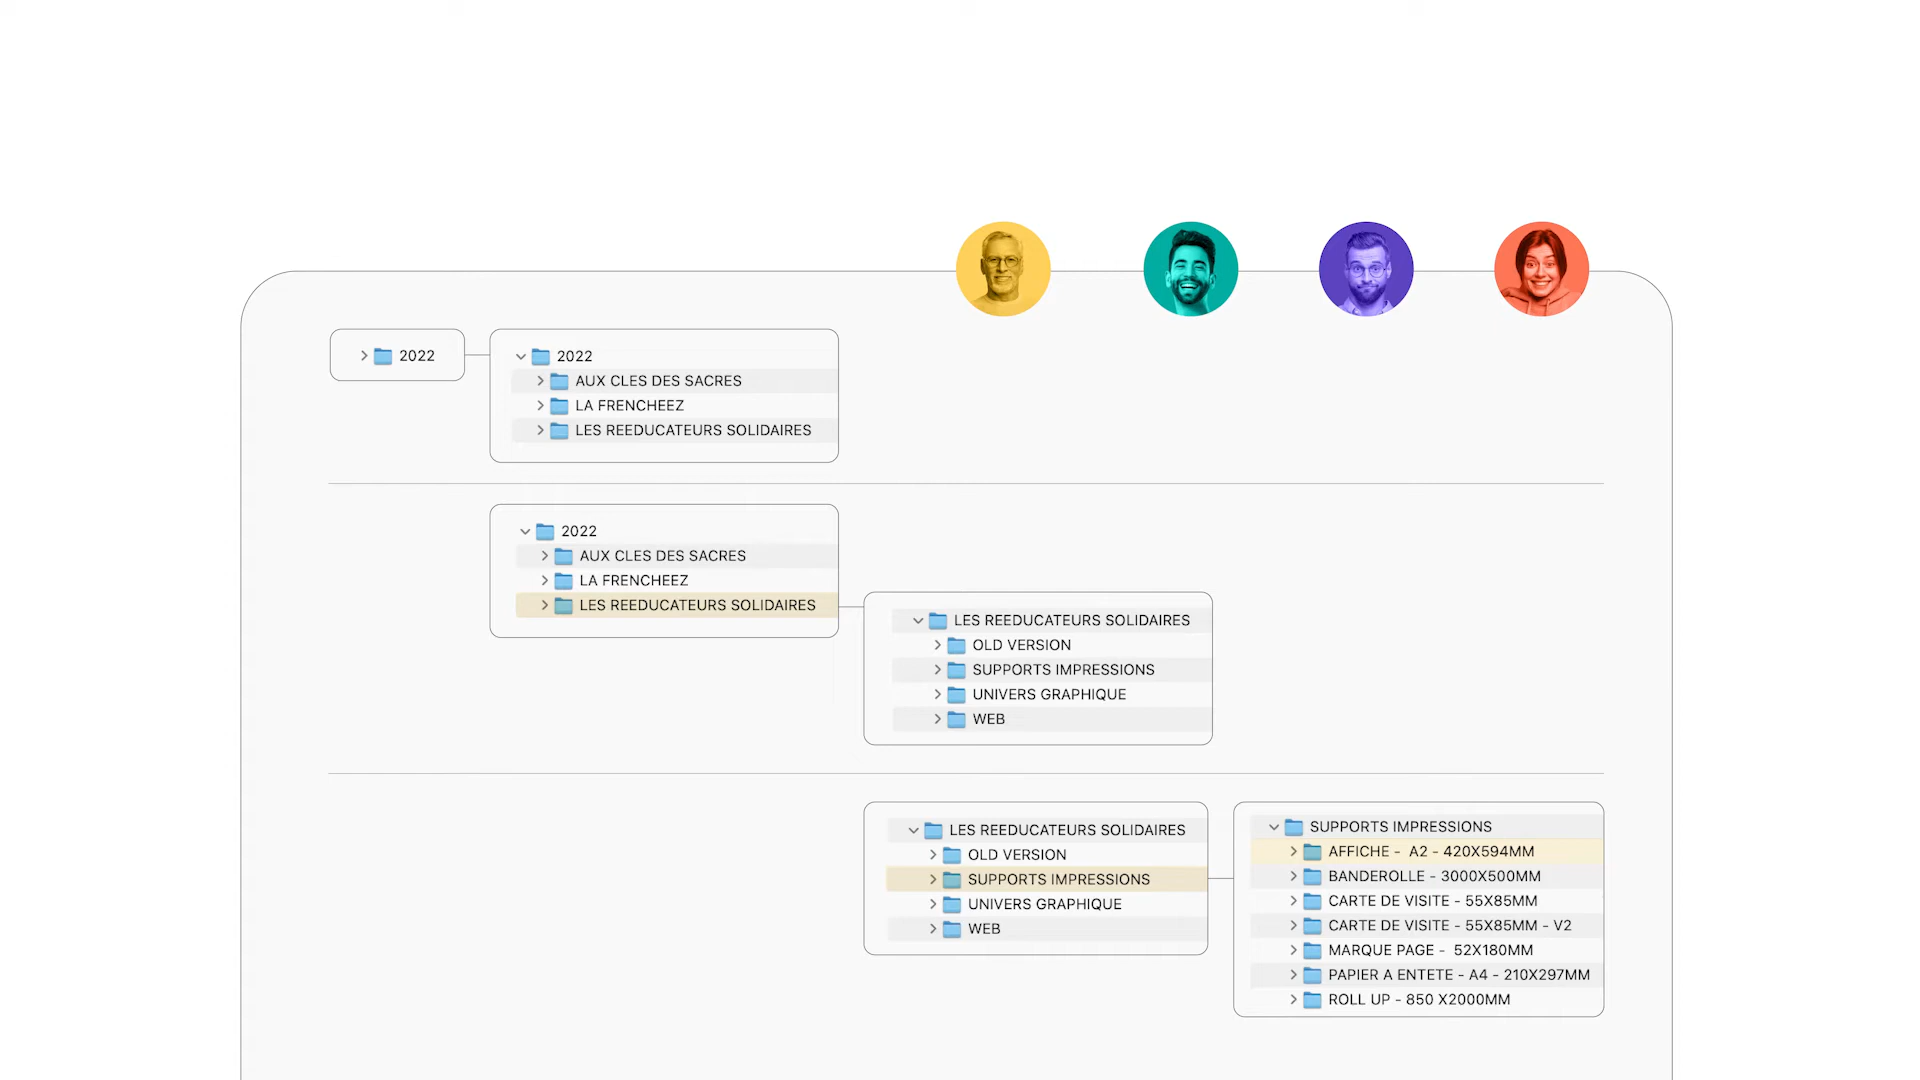 2022
2022
AUX CLES DES SACRES
LA FRENCHEEZ
LES REEDUCATEURS SOLIDAIRES
2022
AUX CLES DES SACRES
LA FRENCHEEZ
LES REEDUCATEURS SOLIDAIRES
LES REEDUCATEURS SOLIDAIRES
OLD VERSION
SUPPORTS IMPRESSIONS
UNIVERS GRAPHIQUE
WEB
LES REEDUCATEURS SOLIDAIRES
OLD VERSION
SUPPORTS IMPRESSIONS
UNIVERS GRAPHIQUE
WEB
SUPPORTS IMPRESSIONS
AFFICHE - A2 - 420X594MM
BANDEROLLE - 3000X500MM
CARTE DE VISITE - 55X85MM
CARTE DE VISITE - 55X85MM - V2
MARQUE PAGE - 52X180MM
PAPIER A ENTETE - A4 - 210X297MM
ROLL UP - 850 X2000MM